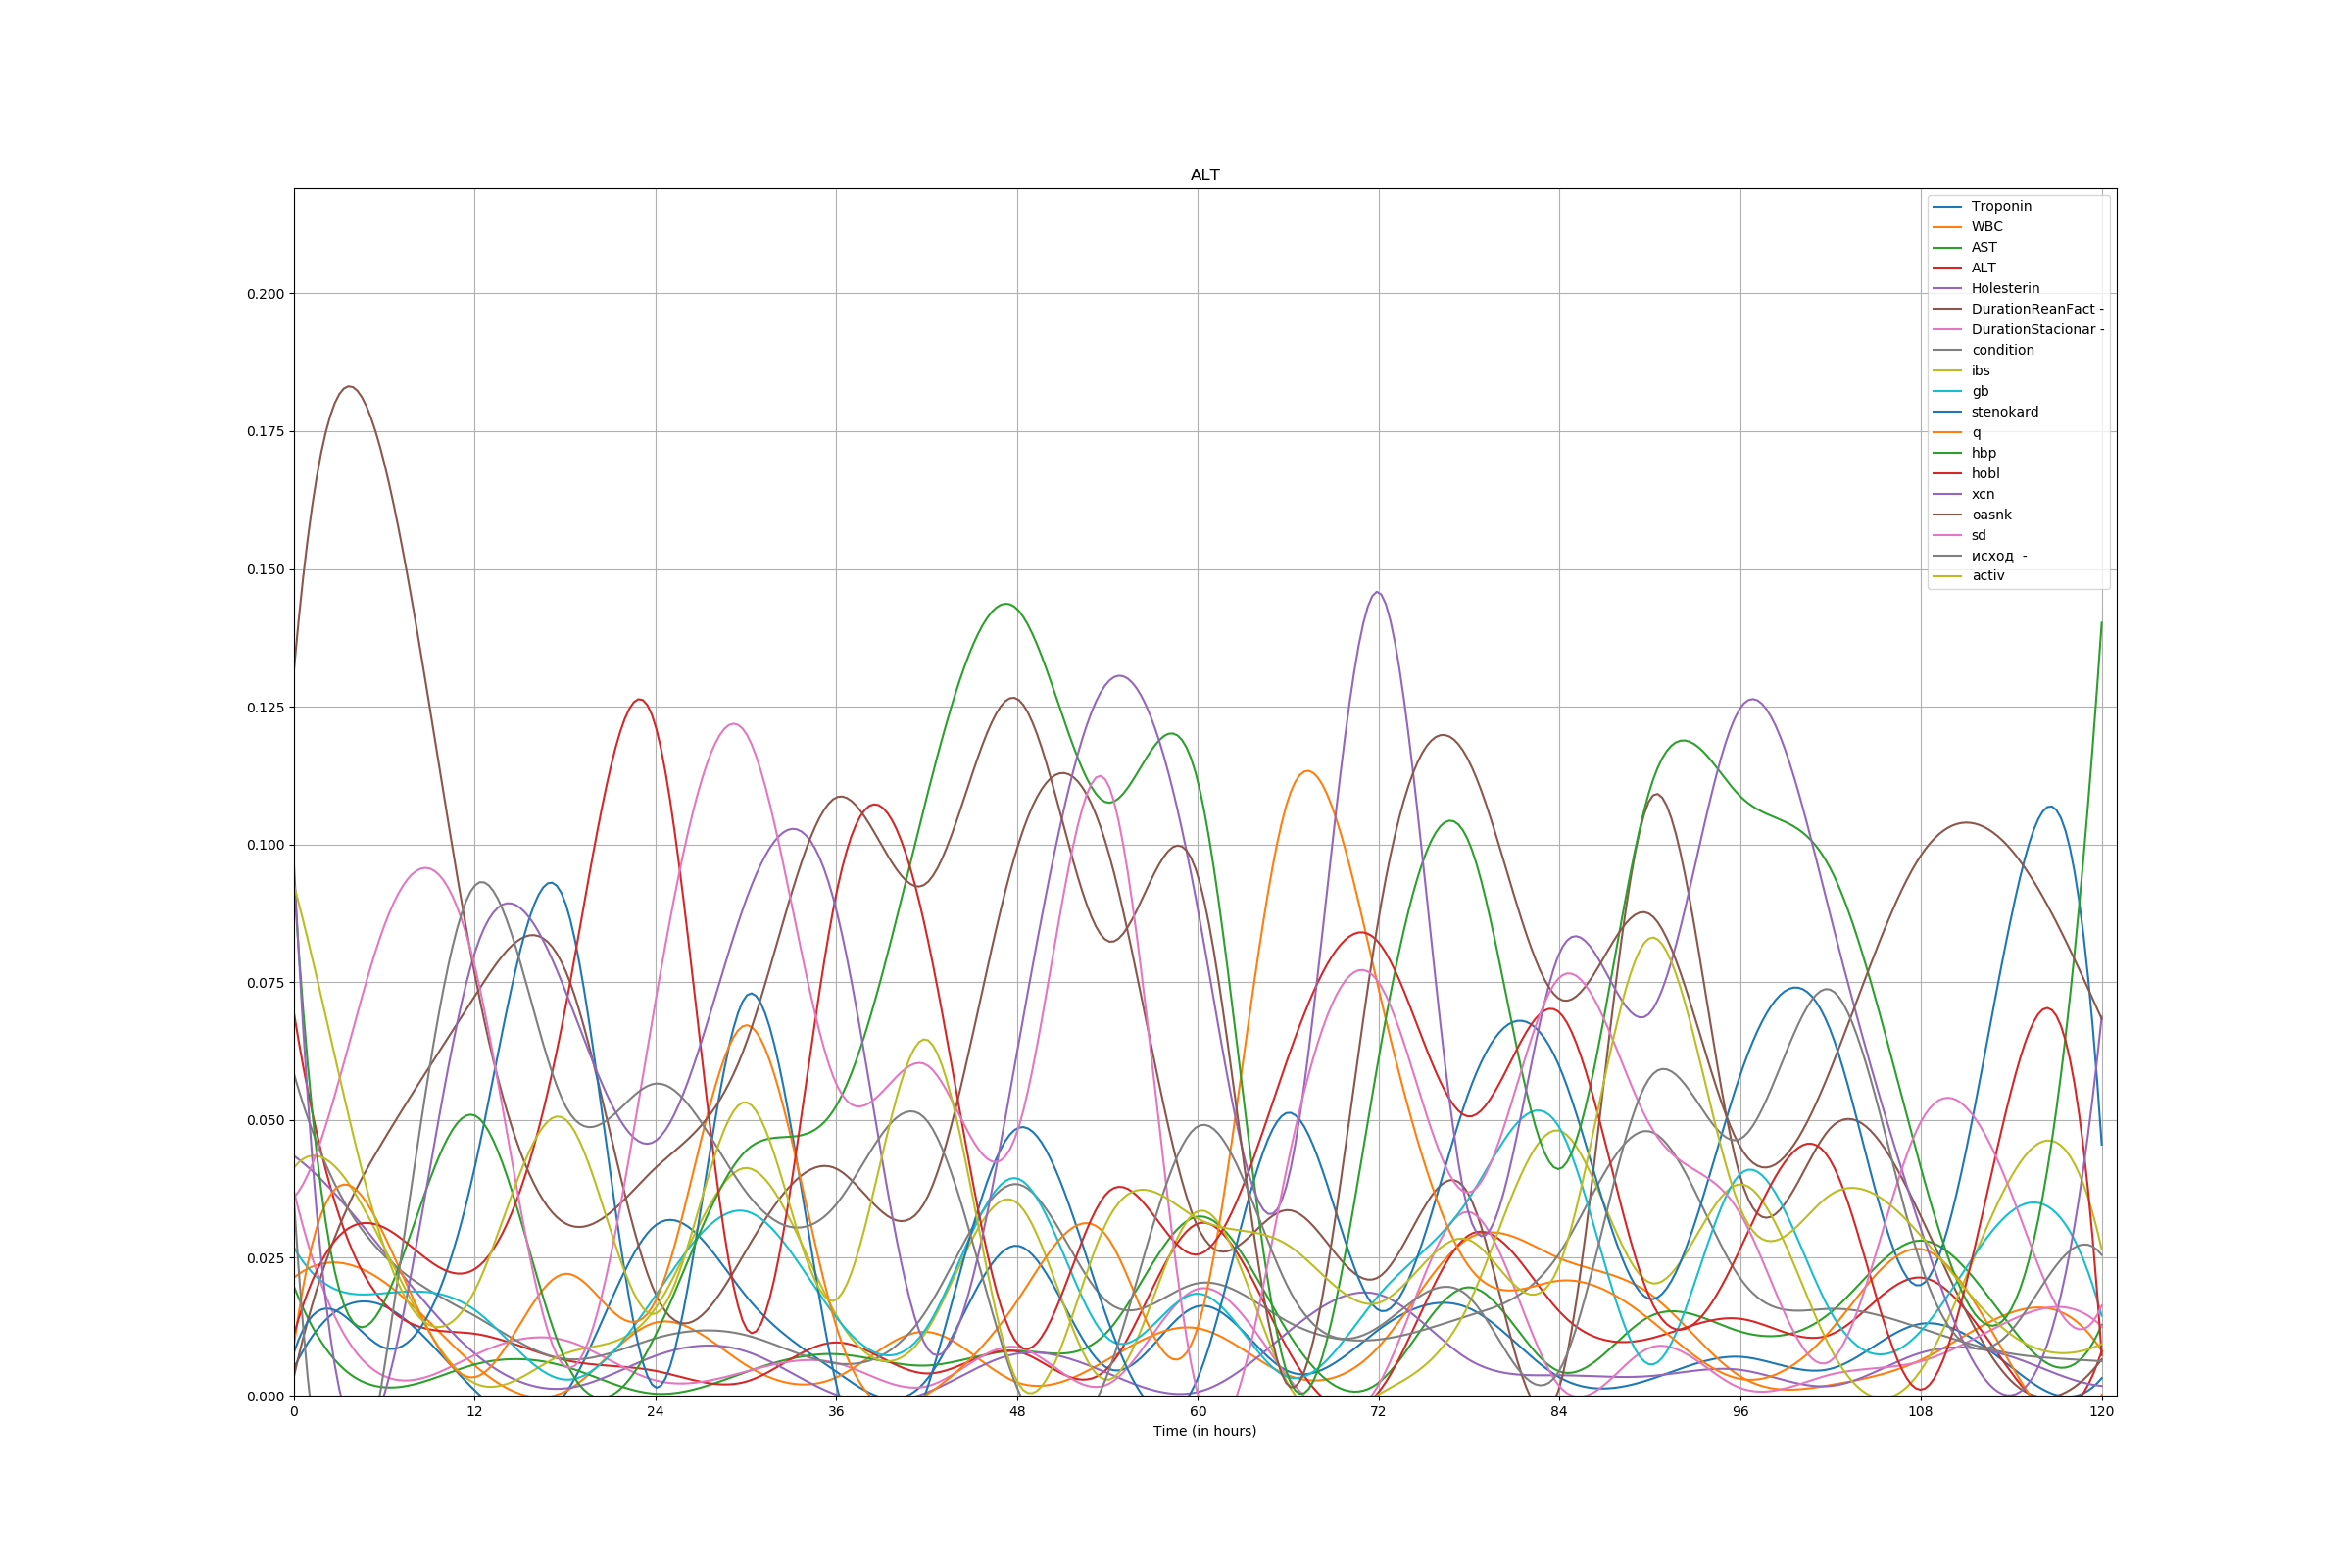 ALT
Troponin
WBC
AST
ALT
Holesterin
DurationReanFact -
DurationStacionar -
condition
ibs
gb
stenokard
q
hbp
hobl
xcn
oasnk
sd
исход  -
activ
0.200
0.175
0.150
0.125
0.100
0.075
0.050
0.025
0.000
0 12 24 36 48 60 72 84 96 108 120
Time (in hours)